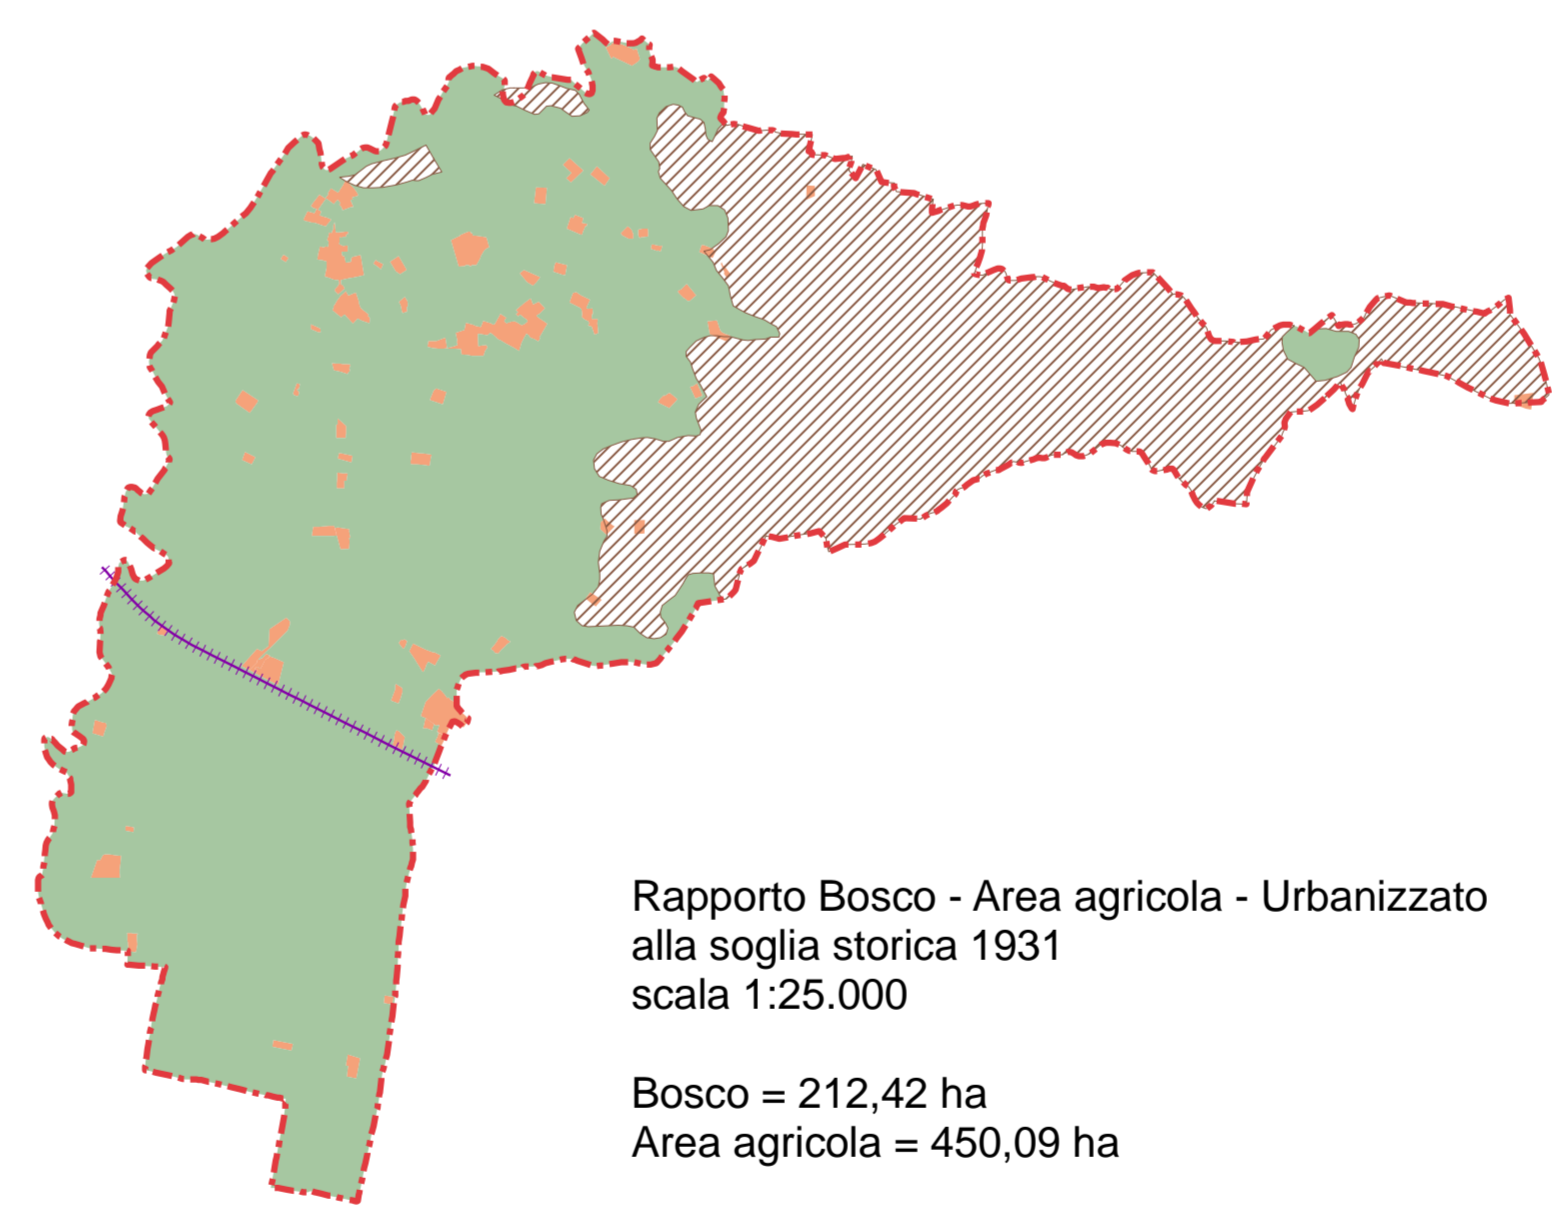 Rapporto Bosco - Area agricola - Urbanizzato
alla soglia storica 1931
scala 1:25.000
Bosco = 212,42 ha
Area agricola = 450,09 ha